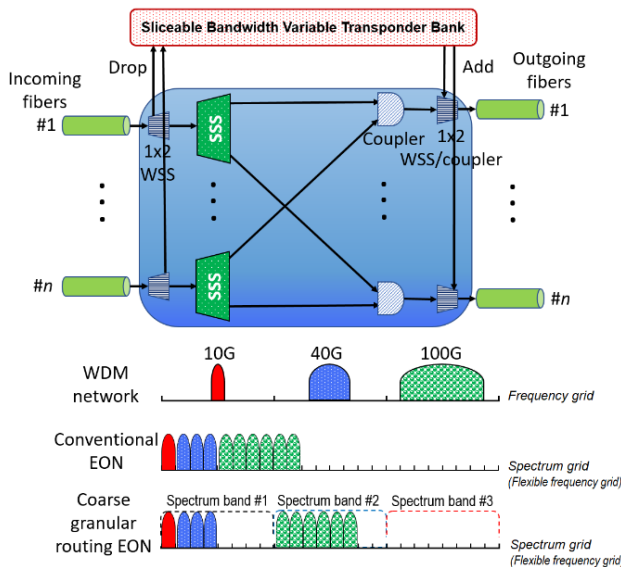 Sliceable Bandwidth Variable Transponder Bank
Incoming
fibers
Drop
Add
Outgoing
fibers
#1
1x2
WSS
SSS
Coupler
1x2
WSS/coupler
#1
#n
SSS
#n
10G
40G
100G
WDM
network
Frequency grid
Conventional
EON
Spectrum grid
(Flexible frequency grid)
Coarse
granular
routing EON
Spectrum band #1
Spectrum band #2
Spectrum band #3
Spectrum grid
(Flexible frequency grid)